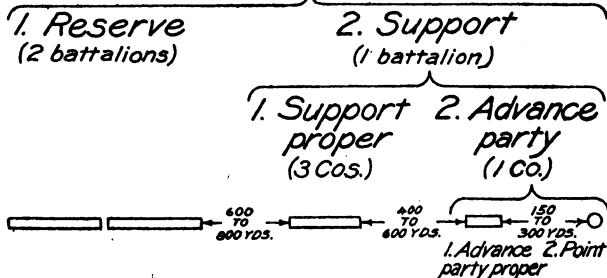 1. Reserve
(2 battalions)
2. Support
(1 battalion)
1. Support
proper
(3 Cos.)
2. Advance
party
(1 Co.)
600
TO
800 YDS.
400
TO
600 YDS.
150
TO
300 YDS.
1. Advance
party proper
2. Point